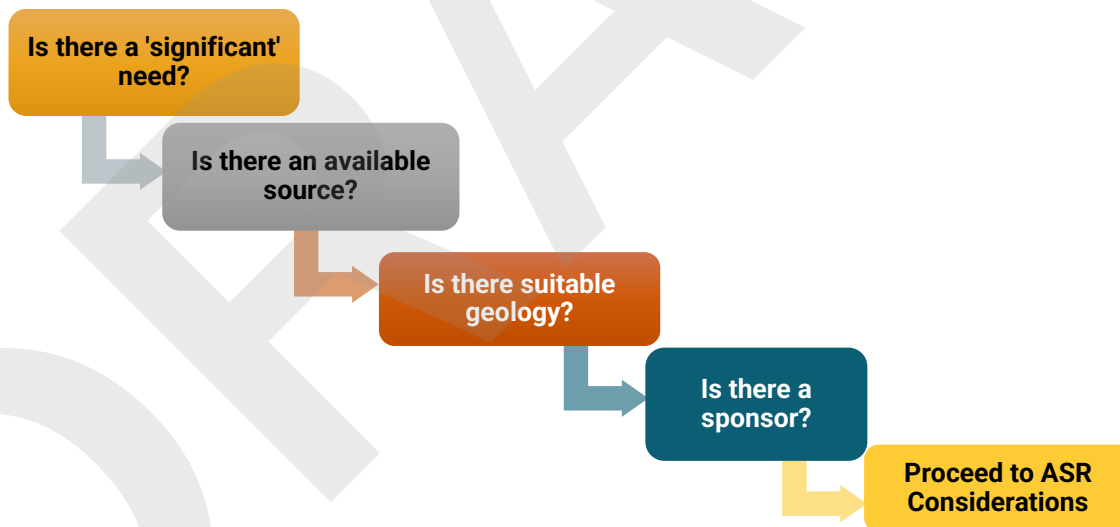 Is there a 'significant'
need?
Is there an available
source?
Is there suitable
geology?
Is there a
sponsor?
Proceed to ASR
Considerations